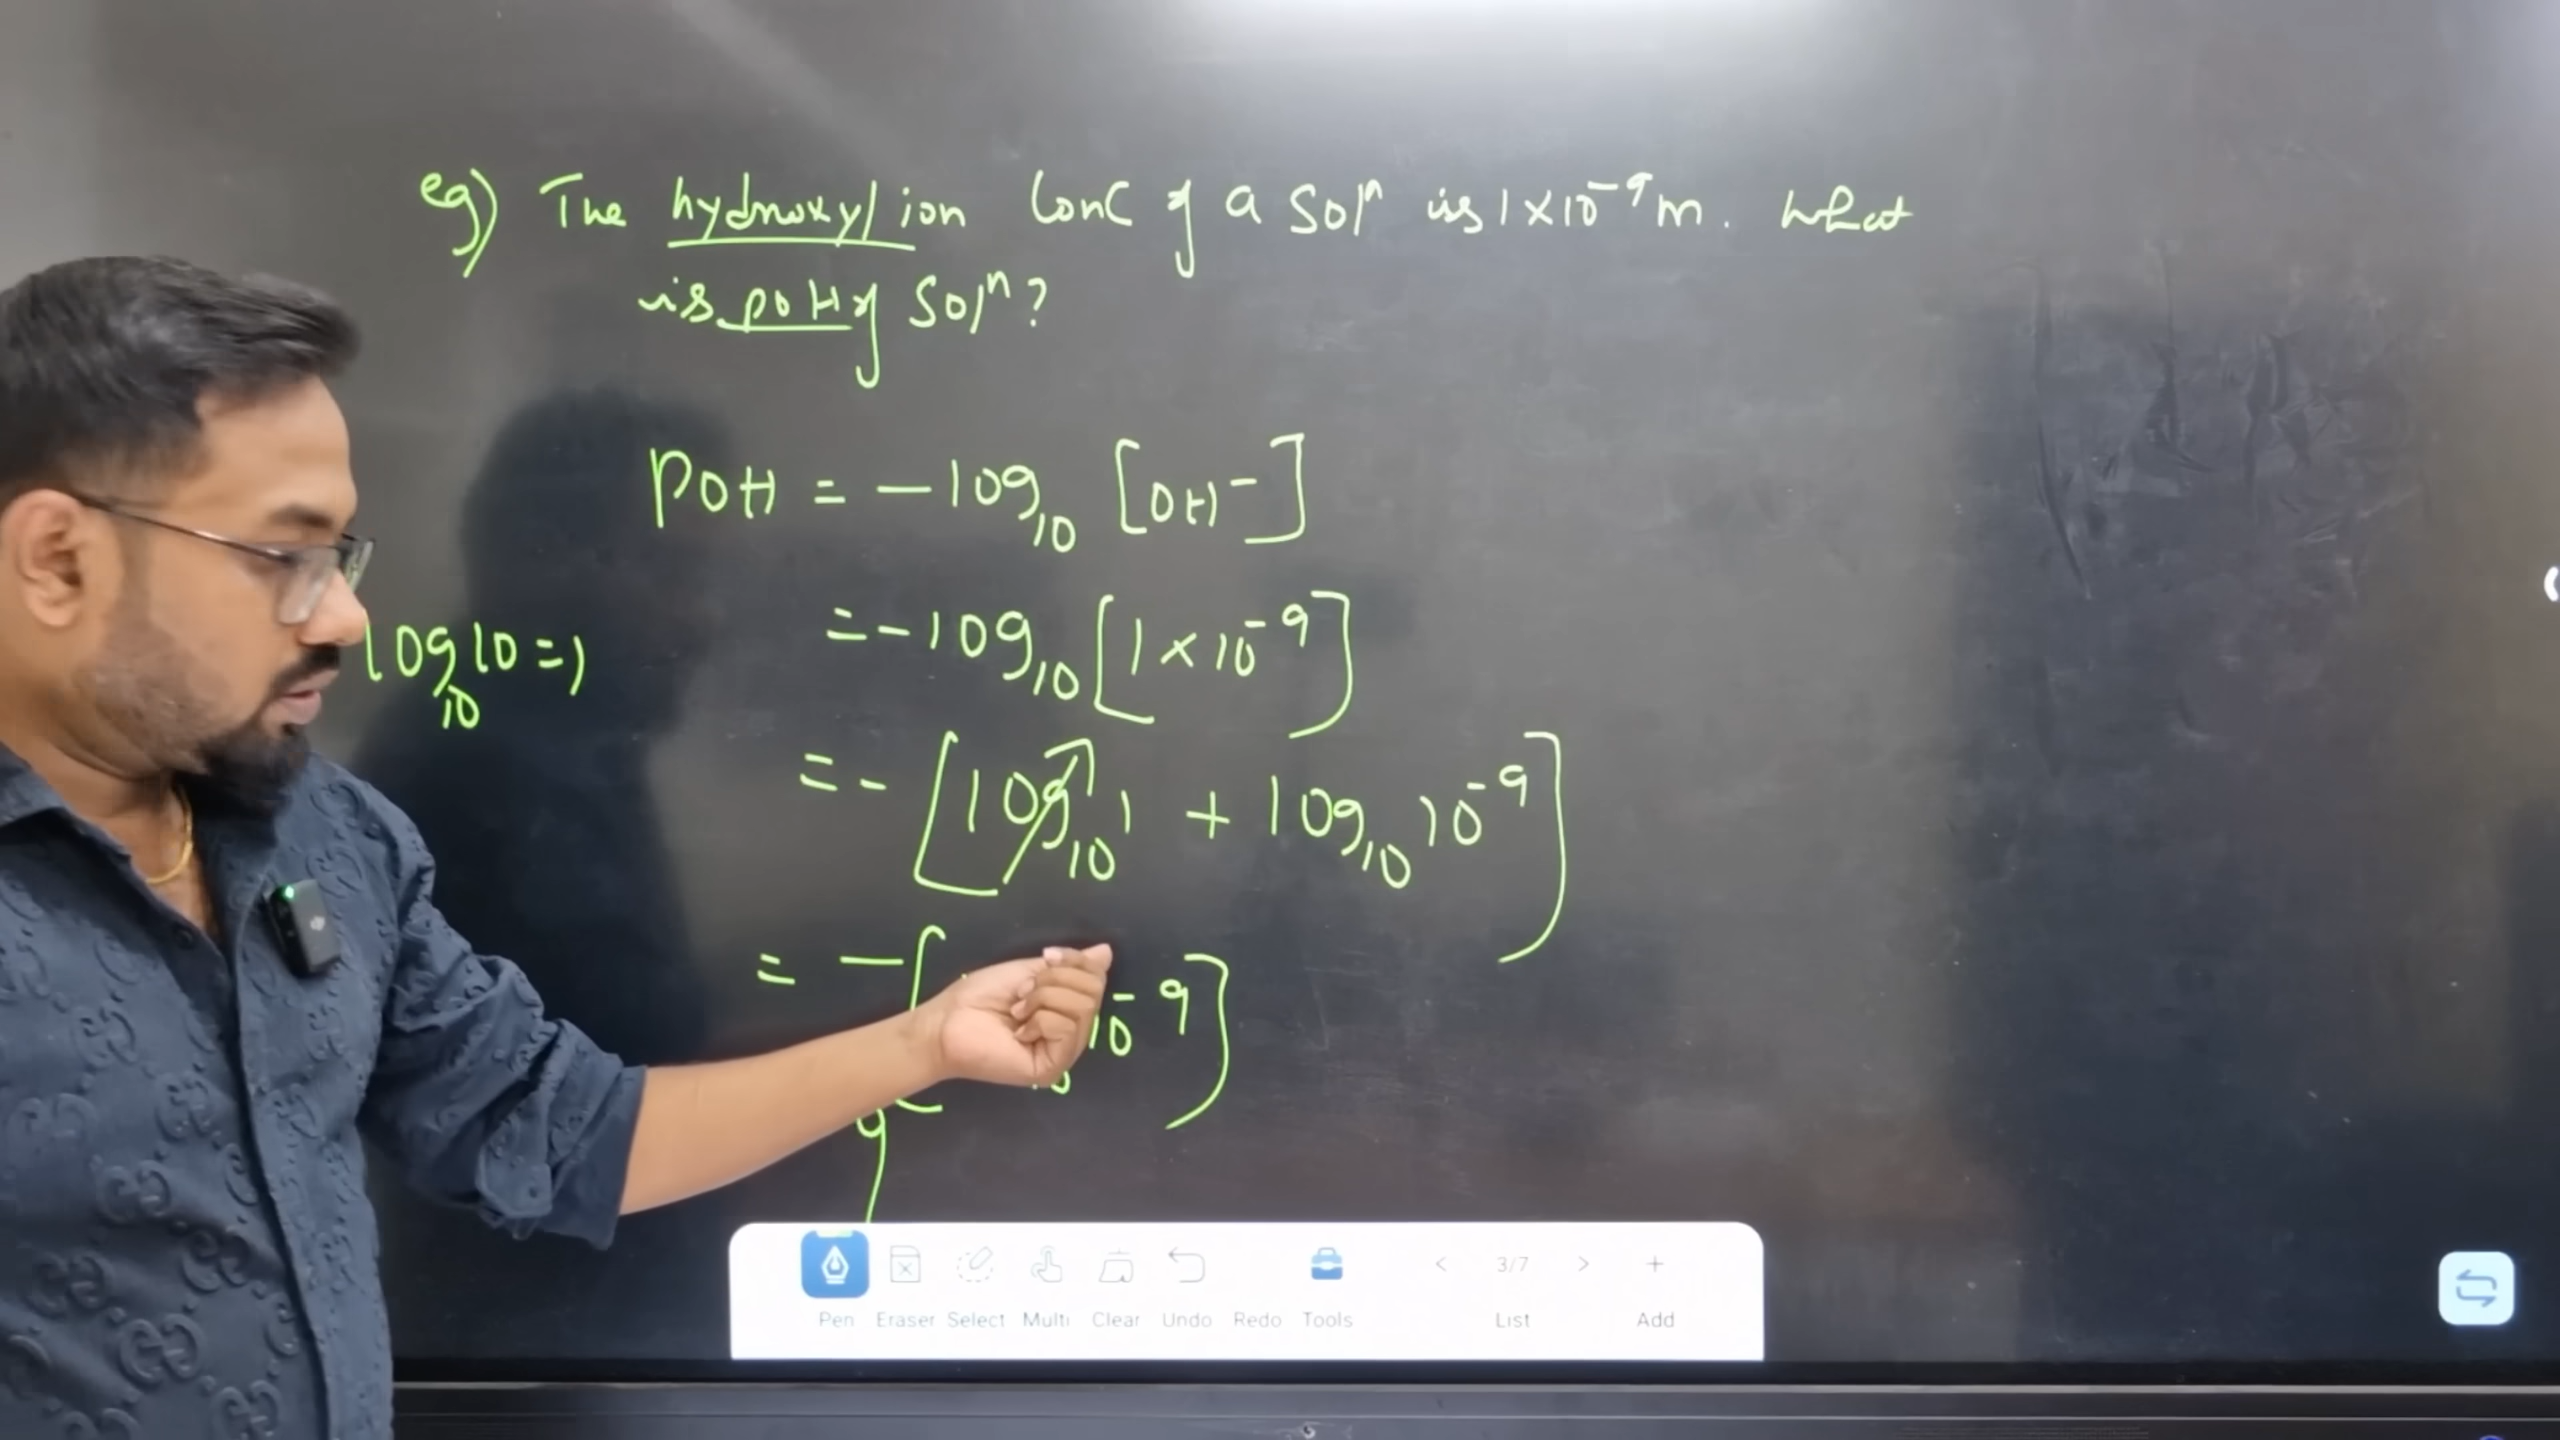 eg) The hydroxyl ion Conc of a Solⁿ is 1×10⁻⁹m. What
is pOH of Solⁿ?
POH = -log₁₀ [OH⁻]
= -log₁₀ [1×10⁻⁹]
log₁₀10=1
= - [log₁₀1 + log₁₀10⁻⁹]
= -[ 10⁻⁹]
9
Pen Eraser Select Multi Clear Undo Redo Tools < 3/7 > List + Add